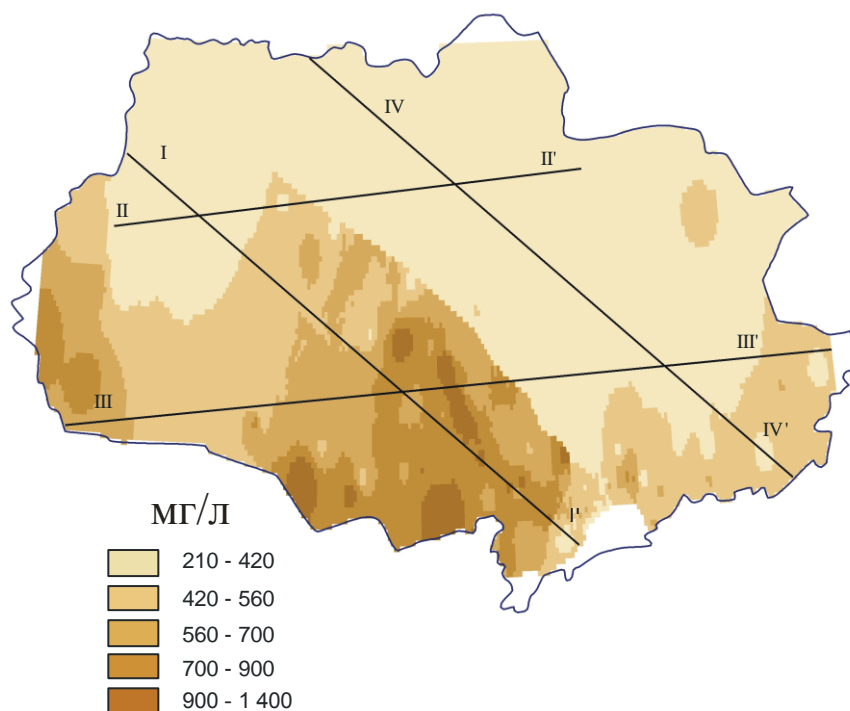 IV
I
II'
II
III'
III
IV'
I'
мг/л
210 - 420
420 - 560
560 - 700
700 - 900
900 - 1 400